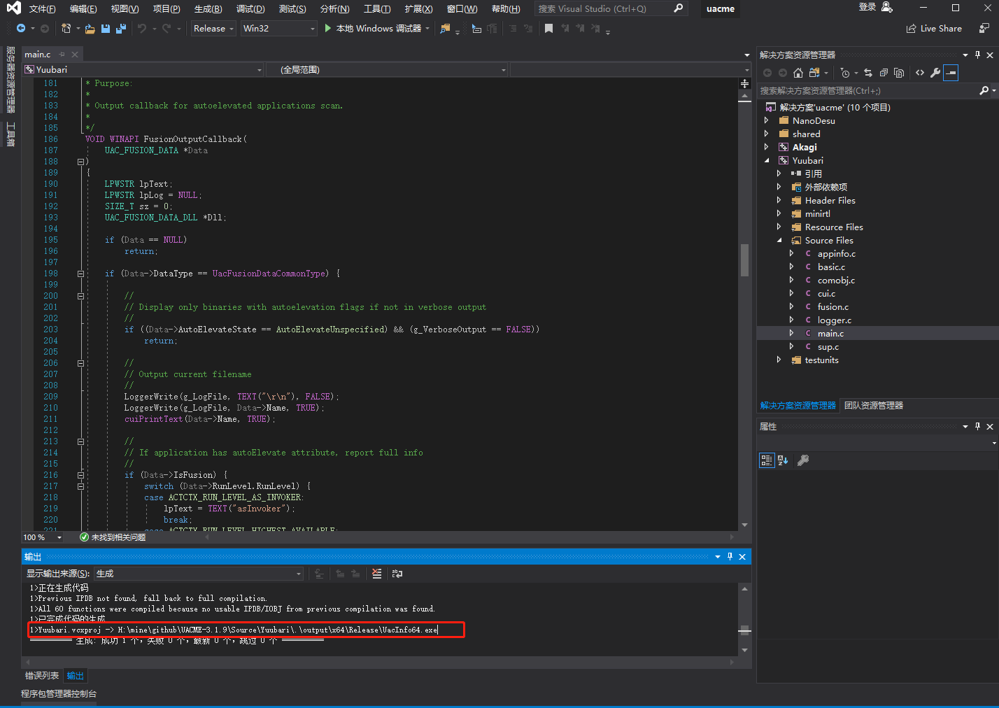 文件(F) 编辑(E) 视图(V) 项目(P) 生成(B) 调试(D) 测试(S) 分析(N) 工具(T) 扩展(X) 窗口(W) 帮助(H) 搜索 Visual Studio (Ctrl+Q) uacme 登录
Release Win32 本地 Windows 调试器 Live Share
服务器资源管理器
工具箱
main.c
Yuubari (全局范围)
181 * Purpose:
182 *
183 * Output callback for autoelevated applications scan.
184 *
185 */
186 VOID WINAPI FusionOutputCallback(
187 UAC_FUSION_DATA *Data
188 )
189 {
190 LPWSTR lpText;
191 LPWSTR lpLog = NULL;
192 SIZE_T sz = 0;
193 UAC_FUSION_DATA_DLL *Dll;
194
195 if (Data == NULL)
196 return;
197
198 if (Data->DataType == UacFusionDataCommonType) {
199
200 //
201 // Display only binaries with autoelevation flags if not in verbose output
202 //
203 if ((Data->AutoElevateState == AutoElevateUnspecified) && (g_VerboseOutput == FALSE))
204 return;
205
206 //
207 // Output current filename
208 //
209 LoggerWrite(g_LogFile, TEXT("\r\n"), FALSE);
210 LoggerWrite(g_LogFile, Data->Name, TRUE);
211 cuiPrintText(Data->Name, TRUE);
212
213 //
214 // If application has autoElevate attribute, report full info
215 //
216 if (Data->IsFusion) {
217 switch (Data->RunLevel.RunLevel) {
218 case ACTCTX_RUN_LEVEL_AS_INVOKER:
219 lpText = TEXT("asInvoker");
220 break;
221 case ACTCTX_RUN_LEVEL_HIGHEST_AVAILABLE:
100 % 未找到相关问题
输出
显示输出来源(S): 生成
1>正在生成代码
1>Previous IPDB not found, fall back to full compilation.
1>All 60 functions were compiled because no usable IPDB/IOBJ from previous compilation was found.
1>已完成代码的生成
1>Yuubari.vcxproj -> H:\mine\github\UACME-3.1.9\Source\Yuubari\.\output\x64\Release\UacInfo64.exe
========== 生成: 成功 1 个，失败 0 个，最新 0 个，跳过 0 个 ==========
错误列表 输出
程序包管理器控制台
解决方案资源管理器
搜索解决方案资源管理器(Ctrl+;)
解决方案'uacme' (10 个项目)
NanoDesu
shared
Akagi
Yuubari
引用
外部依赖项
Header Files
minirtl
Resource Files
Source Files
C appinfo.c
C basic.c
C comobj.c
C cui.c
C fusion.c
C logger.c
C main.c
C sup.c
testunits
解决方案资源管理器 团队资源管理器
属性